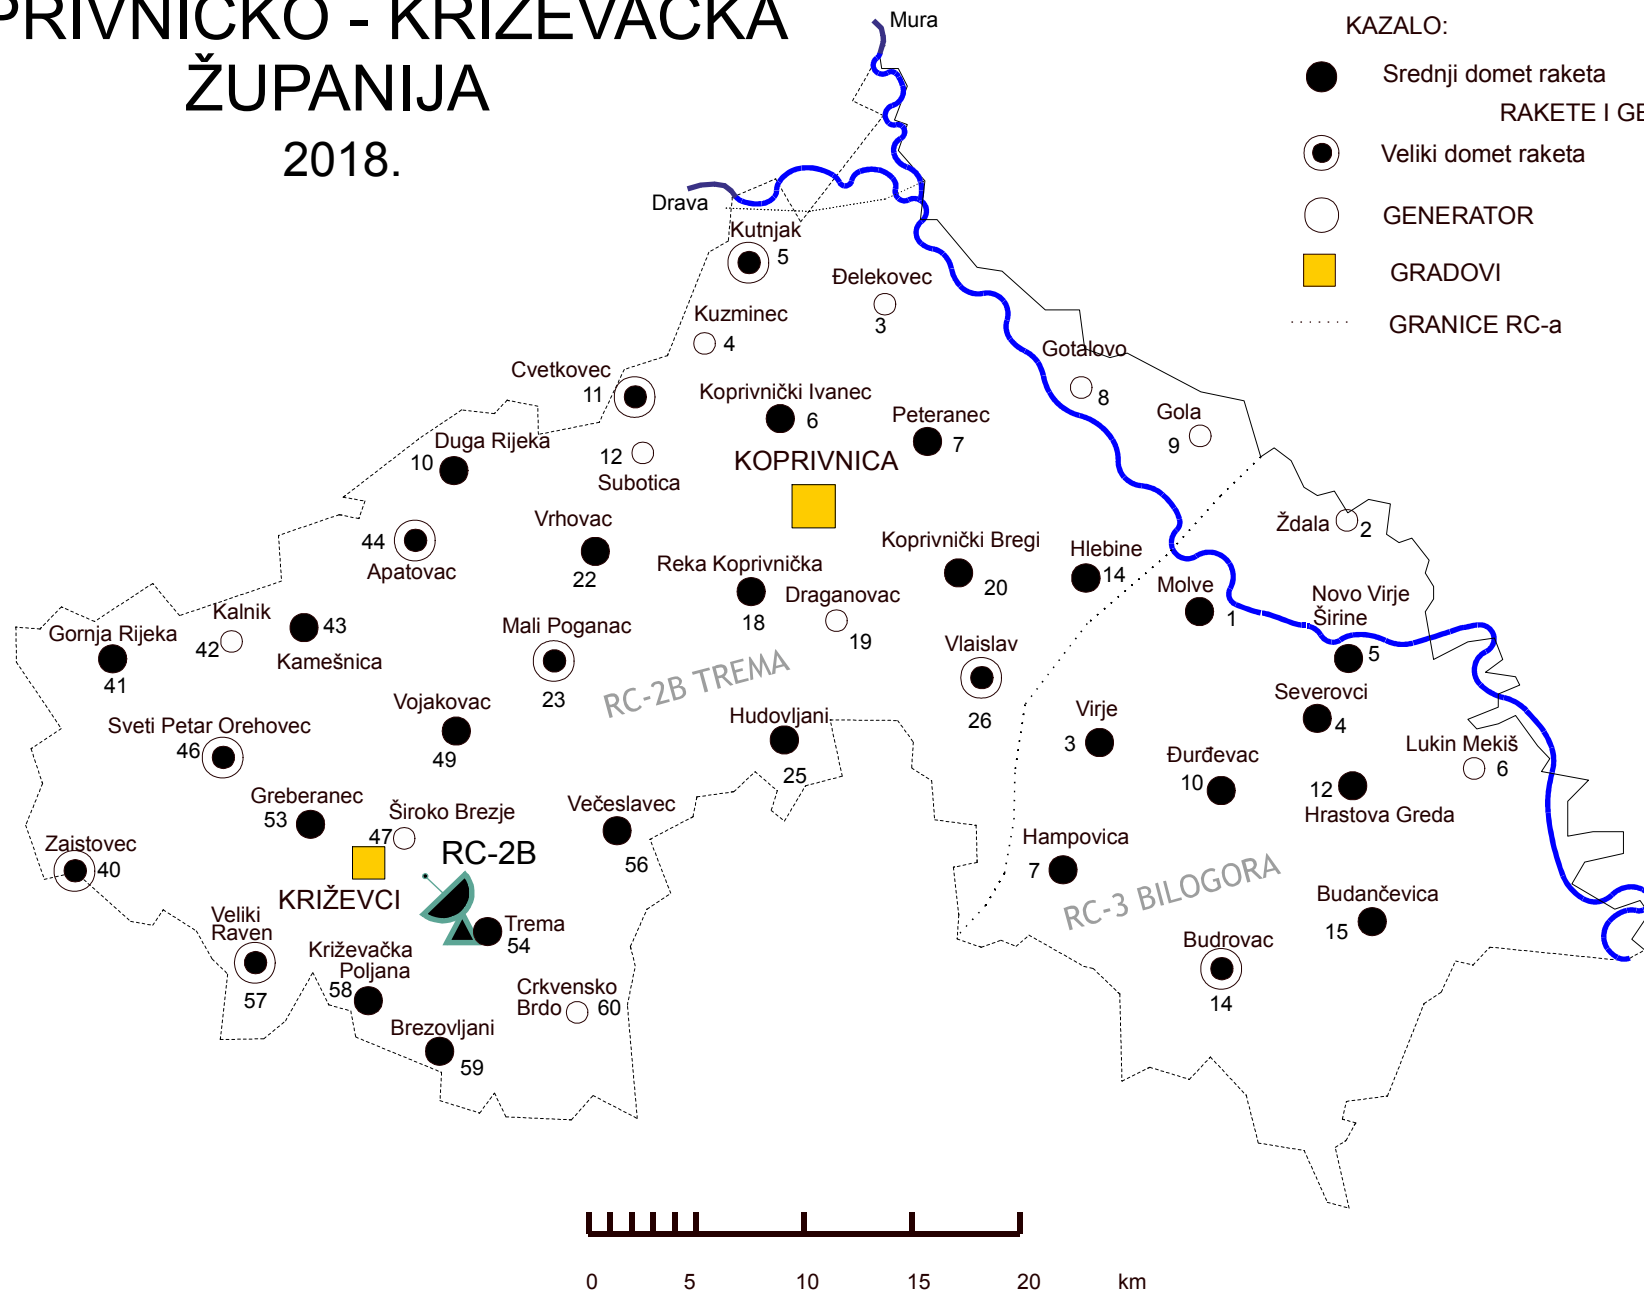 PRIVNIČKO - KRIŽEVAČKA
ŽUPANIJA
2018.
Mura
Drava
KAZALO:
Srednji domet raketa
RAKETE I GE
Veliki domet raketa
GENERATOR
GRADOVI
GRANICE RC-a
Kutnjak
5
Đelekovec
3
Kuzminec
4
Gotalovo
8
Cvetkovec
11
Koprivnički Ivanec
6
Peteranec
7
Gola
9
Duga Rijeka
10
12
Subotica
KOPRIVNICA
Ždala
2
Vrhovac
22
44
Apatovac
Koprivnički Bregi
20
Hlebine
14
Reka Koprivnička
18
Draganovac
19
Molve
1
Novo Virje
Širine
5
Kalnik
42
43
Kamešnica
Gornja Rijeka
41
Mali Poganac
23
RC-2B TREMA
Vlaislav
26
Severovci
4
Vojakovac
49
Hudovljani
25
Virje
3
Sveti Petar Orehovec
46
Đurđevac
10
Lukin Mekiš
6
12
Hrastova Greda
Greberanec
53
Široko Brezje
47
Večeslavec
56
RC-2B
Hampovica
7
Zaistovec
40
KRIŽEVCI
RC-3 BILOGORA
Budančevica
15
Veliki
Raven
57
Trema
54
Križevačka
Poljana
58
Budrovac
14
Crkvensko
Brdo
60
Brezovljani
59
0 5 10 15 20 km